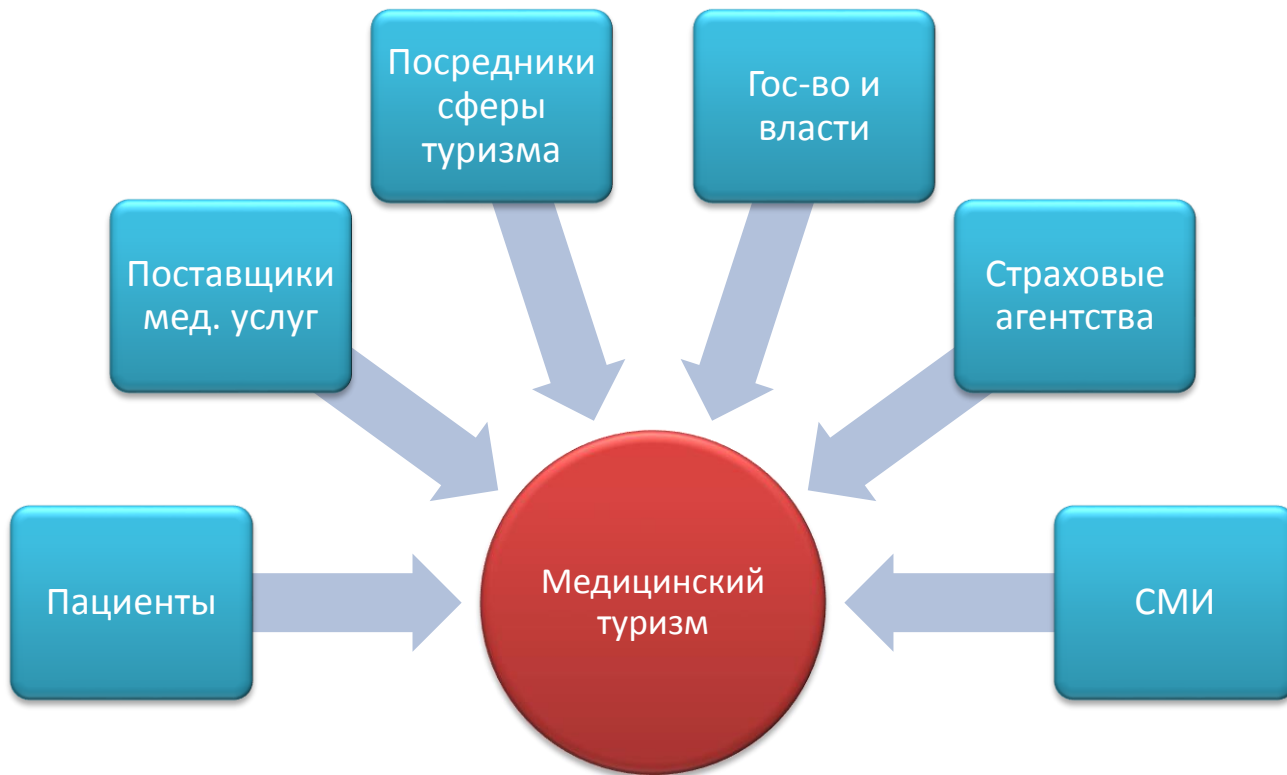 Посредники
сферы
туризма
Гос-во и
власти
Поставщики
мед. услуг
Страховые
агентства
Пациенты
Медицинский
туризм
СМИ